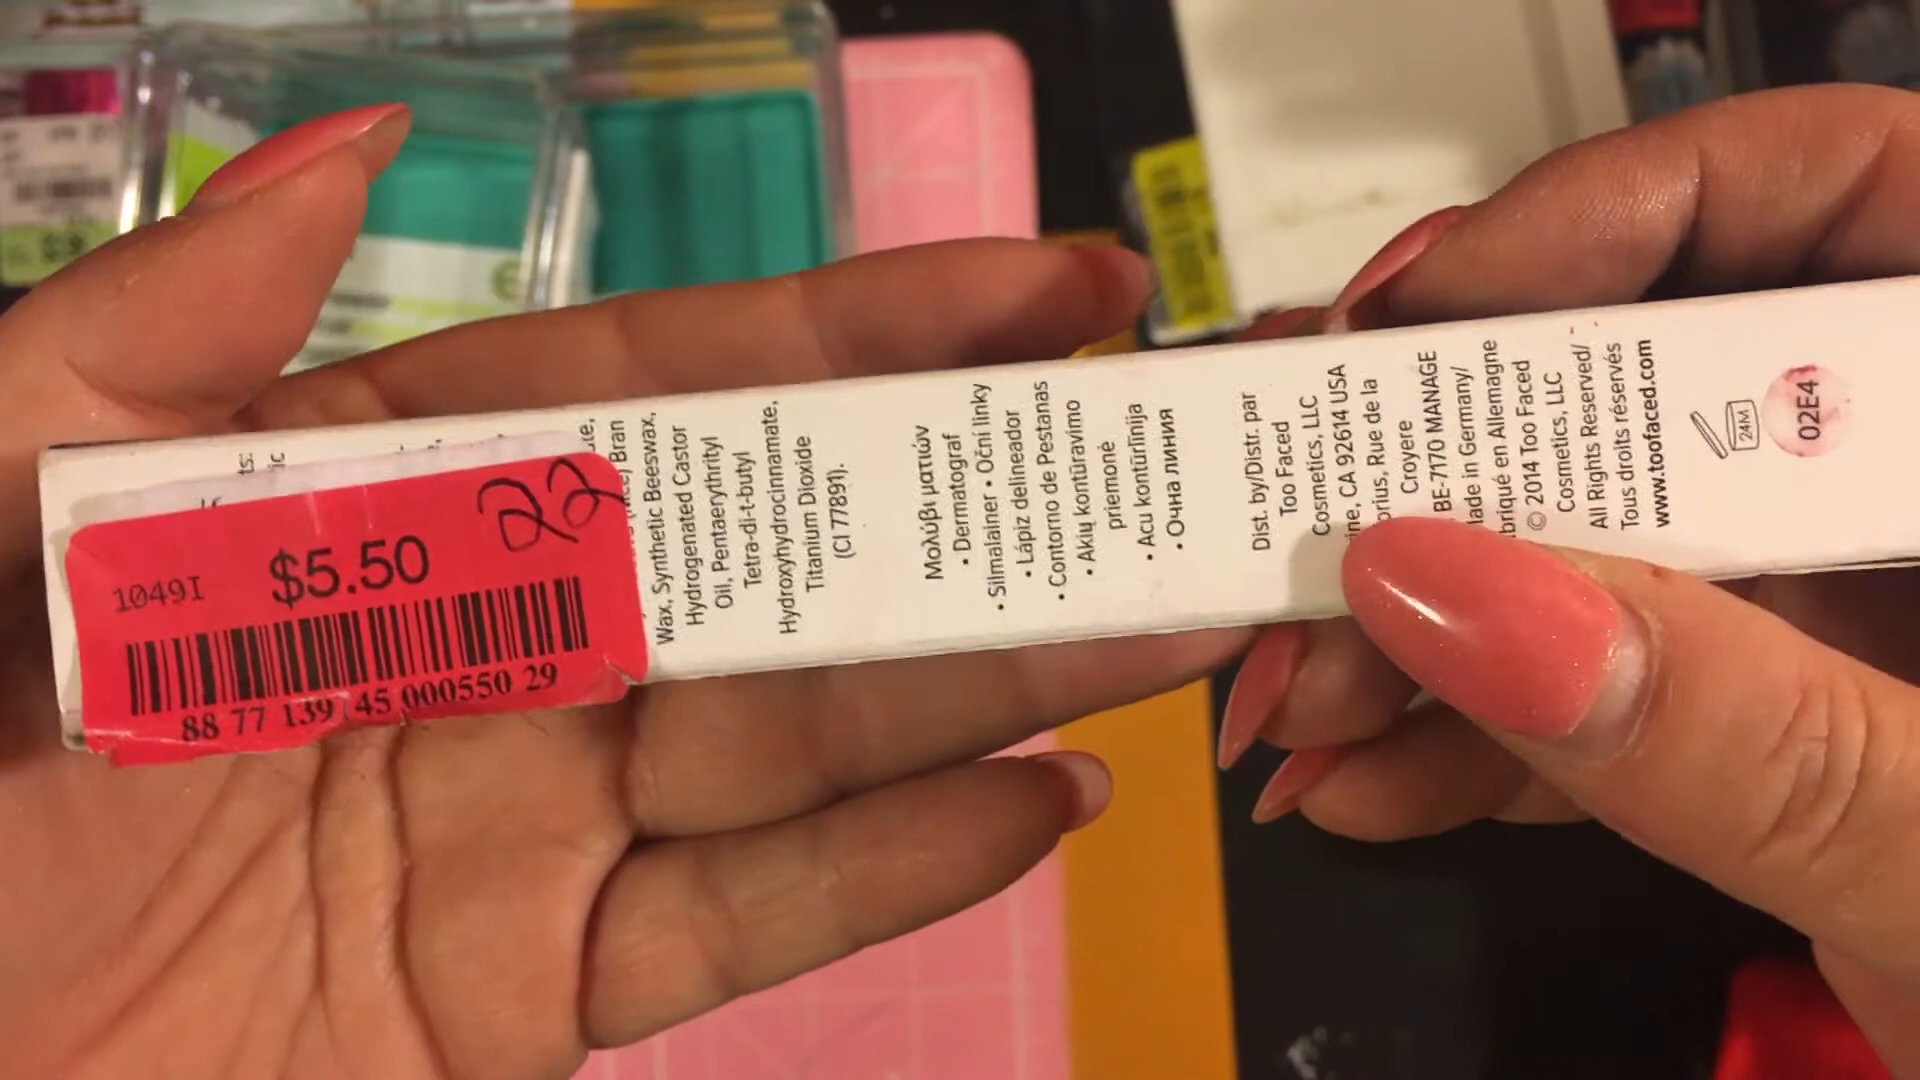 22
1049I $5.50
88 77 139 45 000550 29
Bran
Wax, Synthetic Beeswax,
Hydrogenated Castor
Oil, Pentaerythrityl
Tetra-di-t-butyl
Hydroxyhydrocinnamate,
Titanium Dioxide
(CI 77891).
Μολύβι ματιών
• Dermatograf
• Silmalainer • Oční linky
• Lápiz delineador
• Contorno de Pestanas
• Akių kontūravimo
priemonė
• Acu kontūrlīnija
• Очна линия
Dist. by/Distr. par
Too Faced
Cosmetics, LLC
CA 92614 USA
Rue de la
Croyere
BE-7170 MANAGE
in Germany/
en Allemagne
© 2014 Too Faced
Cosmetics, LLC
All Rights Reserved/
Tous droits réservés
www.toofaced.com
24M
02E4